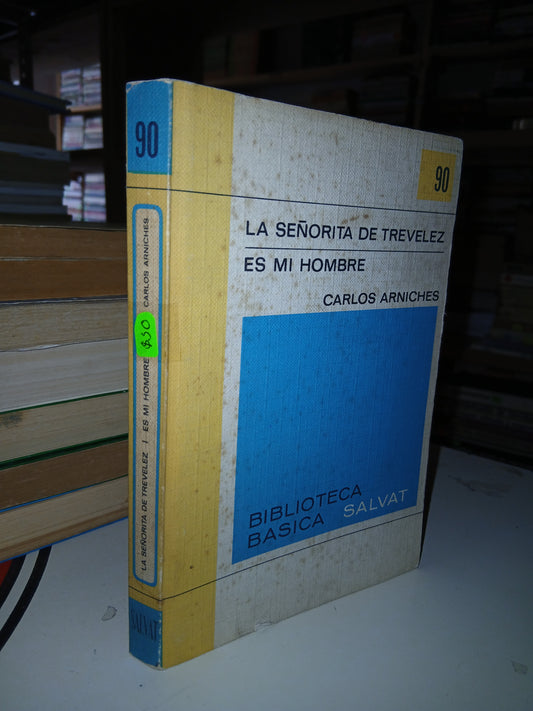 90
LA SEÑORITA DE TREVELEZ
ES MI HOMBRE
CARLOS ARNICHES
BIBLIOTECA
BASICA SALVAT
90
LA SEÑORITA DE TREVELEZ / ES MI HOMBRE CARLOS ARNICHES
$30
SALVAT